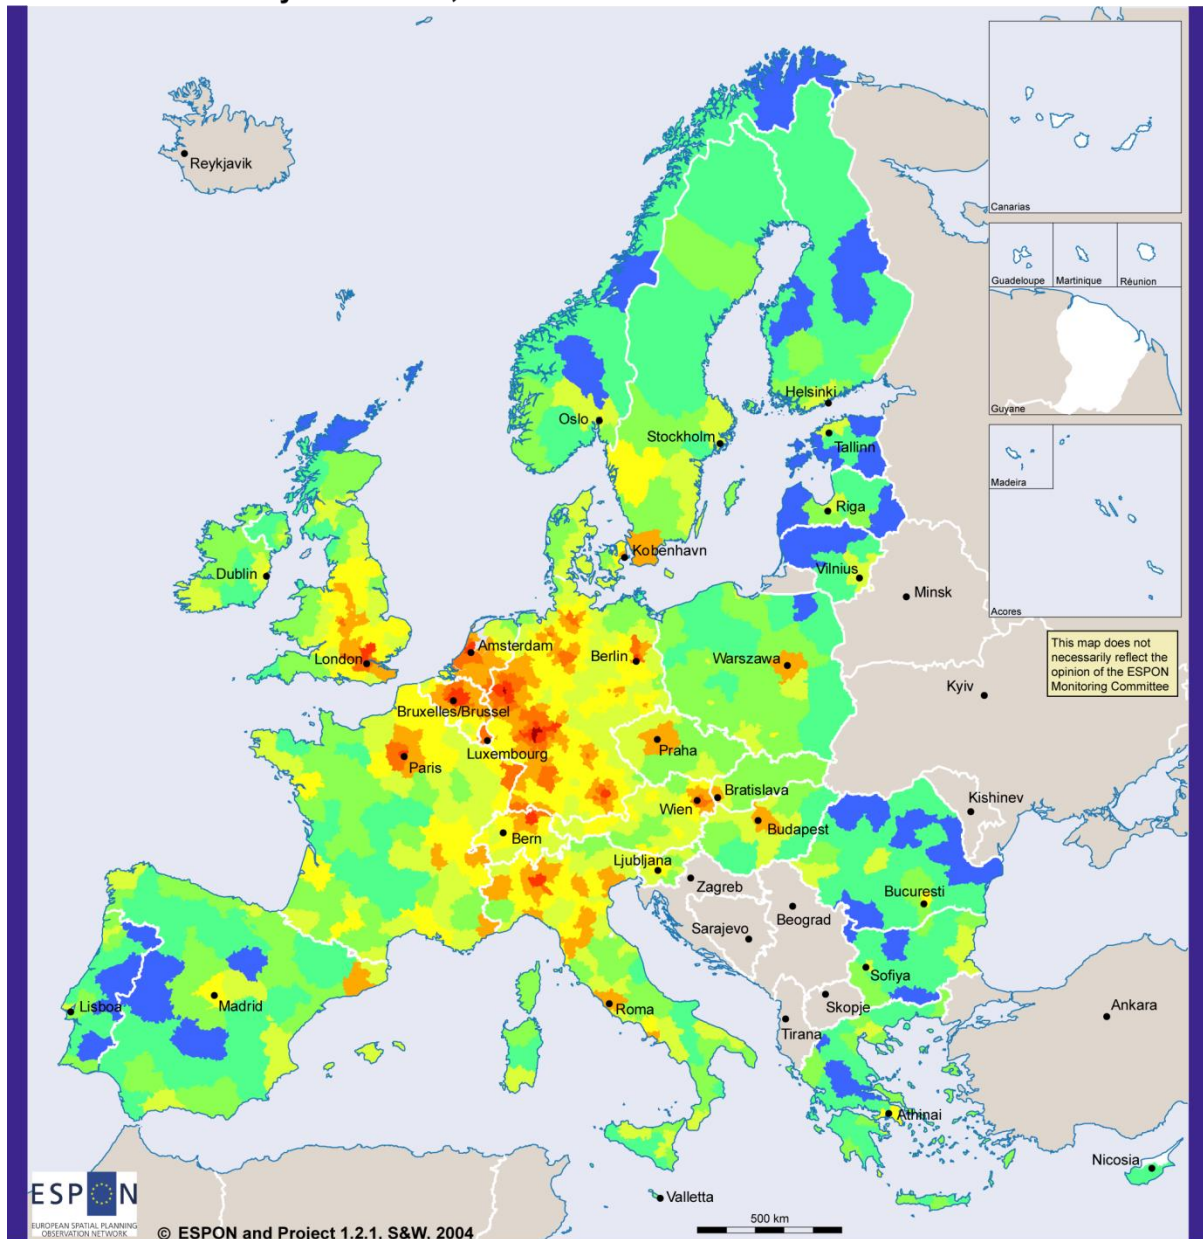 Reykjavik
Canarias
Guadeloupe
Martinique
Réunion
Guyane
Madeira
Acores
This map does not
necessarily reflect the
opinion of the ESPON
Monitoring Committee
Helsinki
Oslo
Stockholm
Tallinn
Riga
Kobenhavn
Dublin
Vilnius
Minsk
London
Amsterdam
Berlin
Warszawa
Kyiv
Bruxelles/Brussel
Luxembourg
Praha
Paris
Wien
Bratislava
Kishinev
Bern
Budapest
Ljubljana
Zagreb
Bucuresti
Beograd
Sarajevo
Sofiya
Lisboa
Madrid
Roma
Skopje
Tirana
Ankara
Athinai
Nicosia
Valletta
500 km
ESPON
EUROPEAN SPATIAL PLANNING
OBSERVATION NETWORK
© ESPON and Project 1.2.1, S&W, 2004